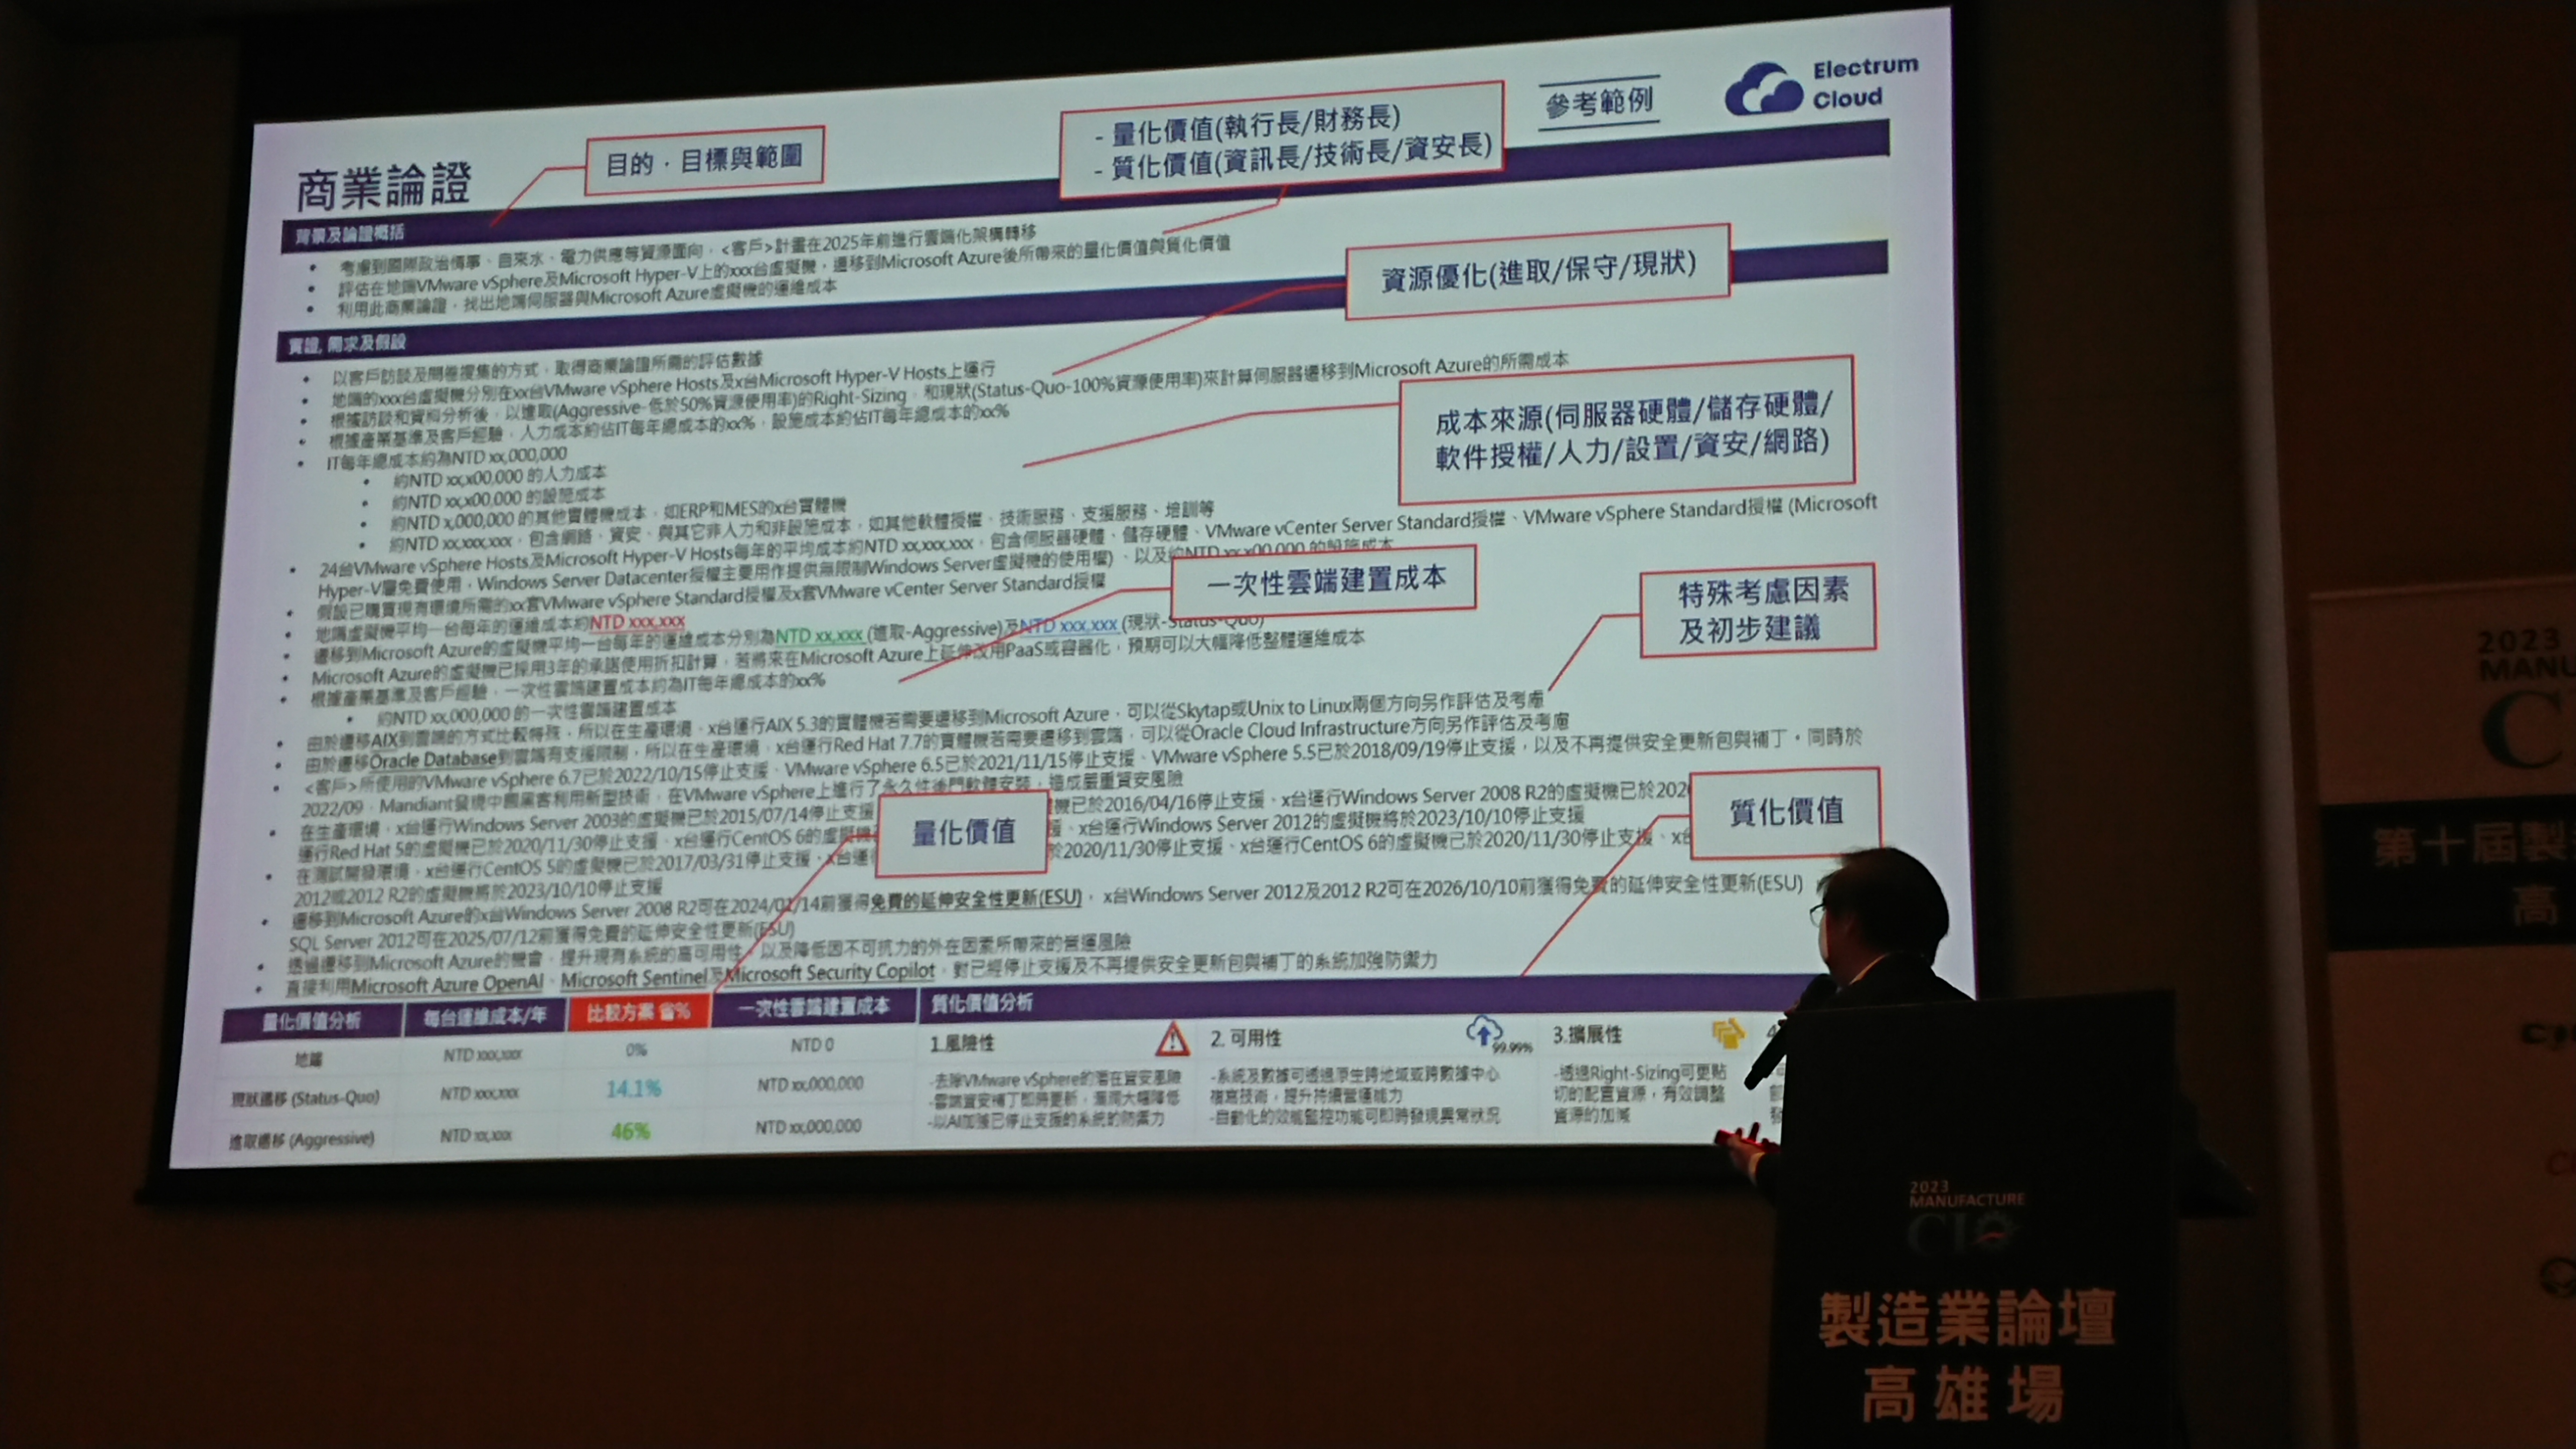 Electrum
Cloud
參考範例
- 量化價值(執行長/財務長)
- 質化價值(資訊長/技術長/資安長)
目的．目標與範圍
商業論證
背景及論證概括
• 考慮到國際政治情事、自來水、電力供應等資源面向，<客戶>計畫在2025年前進行雲端化架構轉移
• 評估在地端VMware vSphere及Microsoft Hyper-V上的xxx台虛擬機，遷移到Microsoft Azure後所帶來的量化價值與質化價值
• 利用此商業論證，找出地端伺服器與Microsoft Azure虛擬機的運維成本
資源優化(進取/保守/現狀)
實證, 需求及假設
• 以客戶訪談及問卷搜集的方式，取得商業論證所需的評估數據
• 地端的xxx台虛擬機分別在xx台VMware vSphere Hosts及x台Microsoft Hyper-V Hosts上運行
• 根據訪談和資料分析後，以進取(Aggressive-低於50%資源使用率)的Right-Sizing，和現狀(Status-Quo-100%資源使用率)來計算伺服器遷移到Microsoft Azure的所需成本
• 根據產業基準及客戶經驗，人力成本約佔IT每年總成本的xx%，設施成本約佔IT每年總成本的xx%
成本來源(伺服器硬體/儲存硬體/
軟件授權/人力/設置/資安/網路)
• IT每年總成本約為NTD xx,000,000
• 約NTD xx,x00,000 的人力成本
• 約NTD xx,x00,000 的設施成本
• 約NTD x,000,000 的其他實體機成本，如ERP和MES的x台實體機
• 約NTD xx,xxx,xxx，包含網路、資安、與其它非人力和非設施成本，如其他軟體授權、技術服務、支援服務、培訓等
• 24台VMware vSphere Hosts及Microsoft Hyper-V Hosts每年的平均成本約NTD xx,xxx,xxx，包含伺服器硬體、儲存硬體、VMware vCenter Server Standard授權、VMware vSphere Standard授權 (Microsoft
Hyper-V屬免費使用，Windows Server Datacenter授權主要用作提供無限制Windows Server虛擬機的使用權) 、以及約NTD xx,x00,000 的設施成本
• 假設已購買現有環境所需的xx套VMware vSphere Standard授權及x套VMware vCenter Server Standard授權
一次性雲端建置成本
• 地端虛擬機平均一台每年的運維成本約NTD xxx,xxx
• 遷移到Microsoft Azure的虛擬機平均一台每年的運維成本分別為NTD xx,xxx (進取-Aggressive)及NTD xxx,xxx (現狀-Status-Quo)
• Microsoft Azure的虛擬機已採用3年的承諾使用折扣計算，若將來在Microsoft Azure上延伸改用PaaS或容器化，預期可以大幅降低整體運維成本
• 根據產業基準及客戶經驗，一次性雲端建置成本約為IT每年總成本的xx%
• 約NTD xx,000,000 的一次性雲端建置成本
特殊考慮因素
及初步建議
• 由於遷移AIX到雲端的方式比較特殊，所以在生產環境，x台運行AIX 5.3的實體機若需要遷移到Microsoft Azure，可以從Skytap或Unix to Linux兩個方向另作評估及考慮
• 由於遷移Oracle Database到雲端有支援限制，所以在生產環境，x台運行Red Hat 7.7的實體機若需要遷移到雲端，可以從Oracle Cloud Infrastructure方向另作評估及考慮
• <客戶>所使用的VMware vSphere 6.7已於2022/10/15停止支援、VMware vSphere 6.5已於2021/11/15停止支援、VMware vSphere 5.5已於2018/09/19停止支援，以及不再提供安全更新包與補丁，同時於
2022/09，Mandiant發現中國黑客利用新型技術，在VMware vSphere上進行了永久性後門軟體安裝，造成嚴重資安風險
• 在生產環境，x台運行Windows Server 2003的虛擬機已於2015/07/14停止支援
機已於2016/04/16停止支援、x台運行Windows Server 2008 R2的虛擬機已於202
運行Red Hat 5的虛擬機已於2020/11/30停止支援、x台運行CentOS 6的虛擬機
援、x台運行Windows Server 2012的虛擬機將於2023/10/10停止支援
• 在測試開發環境，x台運行CentOS 5的虛擬機已於2017/03/31停止支援、x台運
於2020/11/30停止支援、x台運行CentOS 6的虛擬機已於2020/11/30停止支援、x台
2012或2012 R2的虛擬機將於2023/10/10停止支援
量化價值
質化價值
• 遷移到Microsoft Azure的x台Windows Server 2008 R2可在2024/01/14前獲得免費的延伸安全性更新(ESU)，x台Windows Server 2012及2012 R2可在2026/10/10前獲得免費的延伸安全性更新(ESU)
SQL Server 2012可在2025/07/12前獲得免費的延伸安全性更新(ESU)
• 透過遷移到Microsoft Azure的機會，提升現有系統的高可用性，以及降低因不可抗力的外在因素所帶來的營運風險
• 直接利用Microsoft Azure OpenAI、Microsoft Sentinel及Microsoft Security Copilot，對已經停止支援及不再提供安全更新包與補丁的系統加強防禦力
量化價值分析 每台運維成本/年 比較方案 省% 一次性雲端建置成本 質化價值分析
地端 NTD xxx,xxx 0% NTD 0
現狀遷移 (Status-Quo) NTD xxx,xxx 14.1% NTD xx,000,000
進取遷移 (Aggressive) NTD xx,xxx 46% NTD xx,000,000
1.風險性
-去除VMware vSphere的潛在資安風險
-雲端資安補丁即時更新，漏洞大幅降低
-以AI加強已停止支援的系統的防禦力
2. 可用性
99.99%
-系統及數據可透過原生跨地域或跨數據中心
複寫技術，提升持續營運能力
-自動化的效能監控功能可即時發現異常狀況
3.擴展性
-透過Right-Sizing可更貼
切的配置資源，有效調整
資源的加減
2023
MANUFACTURE
CIO
製造業論壇
高雄場
2023
MANU
C
第十屆製
高